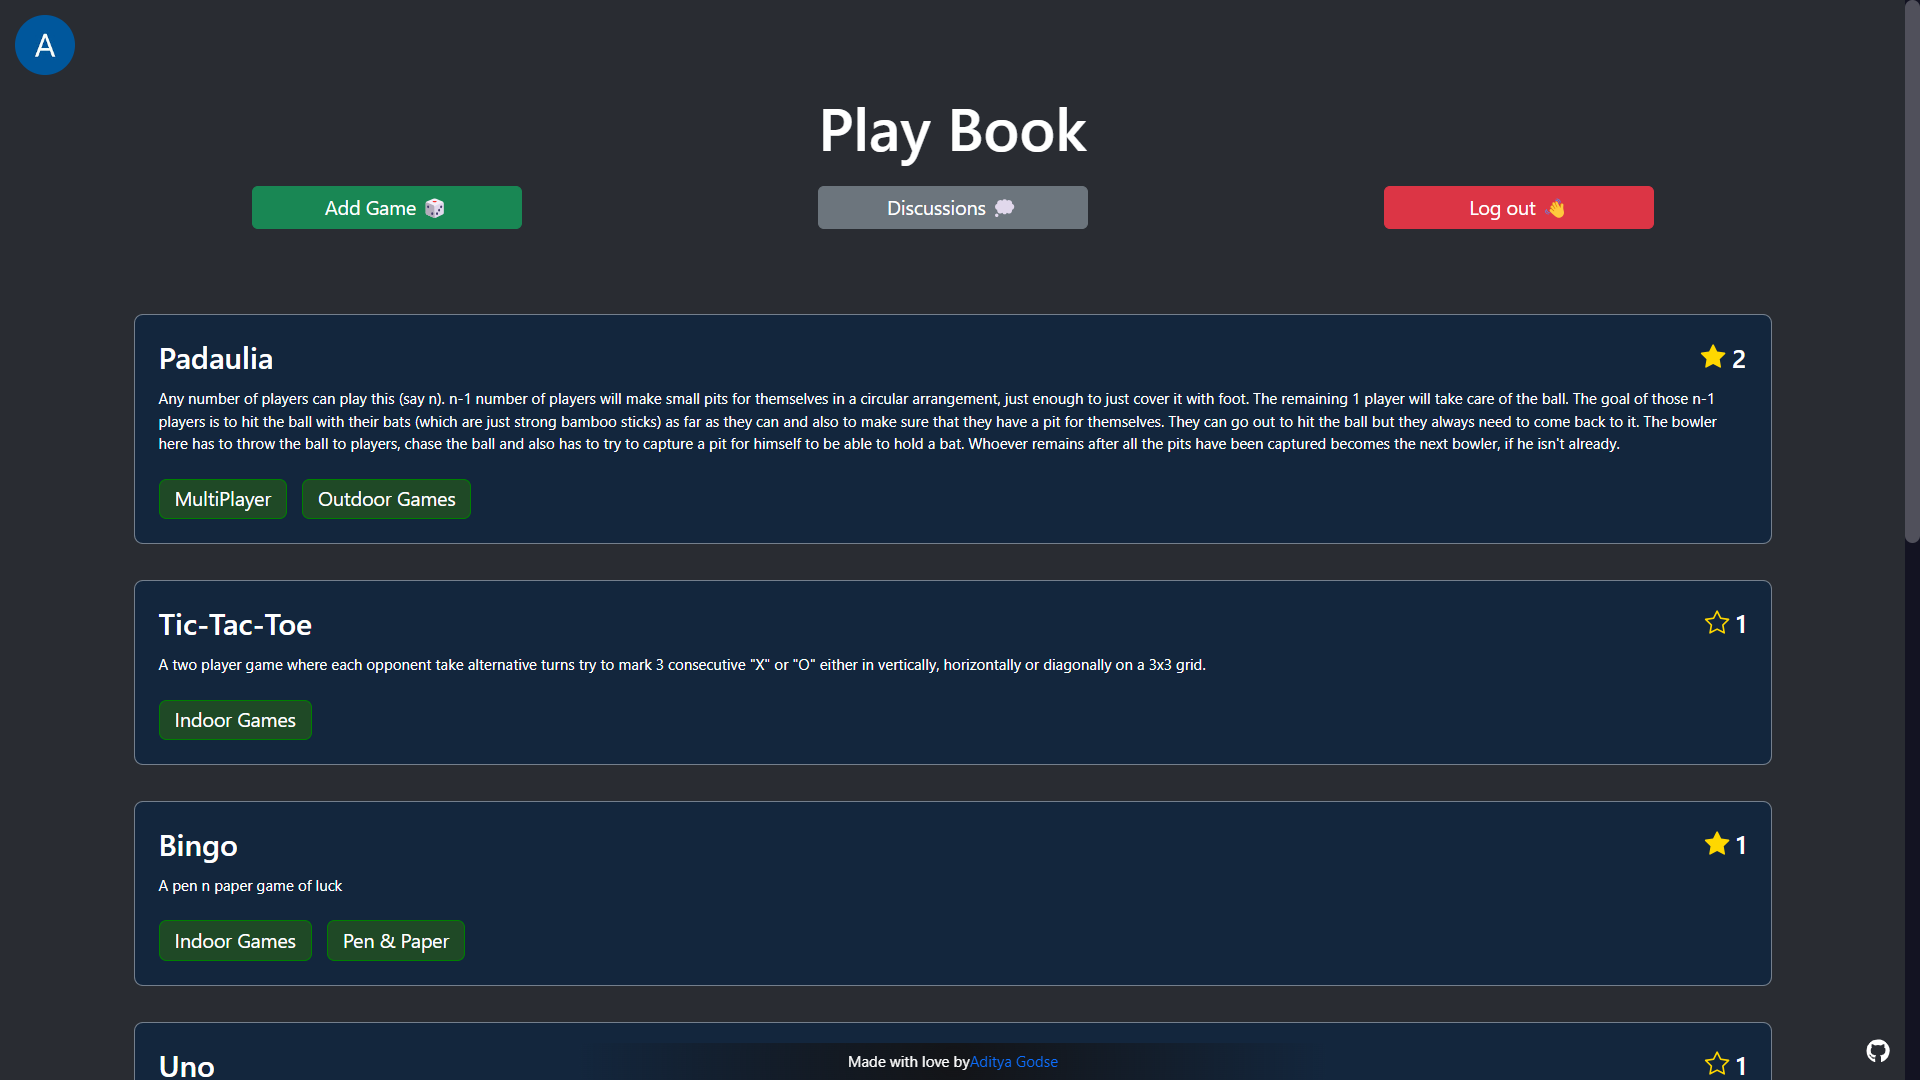 A
Play Book
Add Game 🎲
Discussions 💭
Log out 👋
Padaulia
2
Any number of players can play this (say n). n-1 number of players will make small pits for themselves in a circular arrangement, just enough to just cover it with foot. The remaining 1 player will take care of the ball. The goal of those n-1
players is to hit the ball with their bats (which are just strong bamboo sticks) as far as they can and also to make sure that they have a pit for themselves. They can go out to hit the ball but they always need to come back to it. The bowler
here has to throw the ball to players, chase the ball and also has to try to capture a pit for himself to be able to hold a bat. Whoever remains after all the pits have been captured becomes the next bowler, if he isn't already.
MultiPlayer
Outdoor Games
Tic-Tac-Toe
1
A two player game where each opponent take alternative turns try to mark 3 consecutive "X" or "O" either in vertically, horizontally or diagonally on a 3x3 grid.
Indoor Games
Bingo
1
A pen n paper game of luck
Indoor Games
Pen & Paper
Uno
1
Made with love byAditya Godse